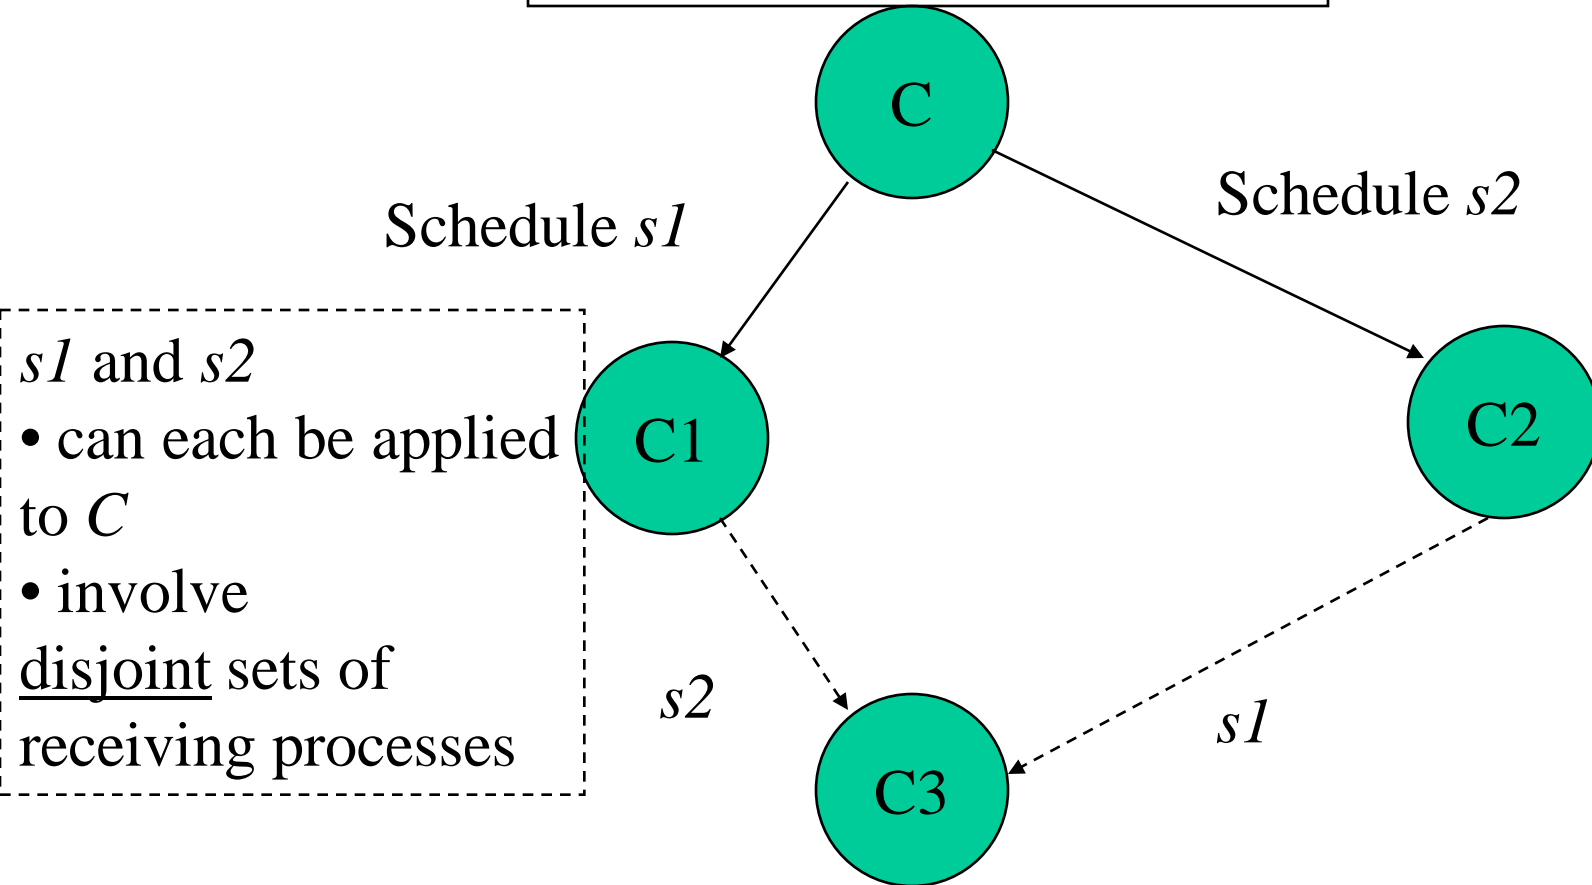 C
Schedule s2
Schedule s1
s1 and s2
• can each be applied
to C
• involve
disjoint sets of
receiving processes
C1
C2
s2
s1
C3